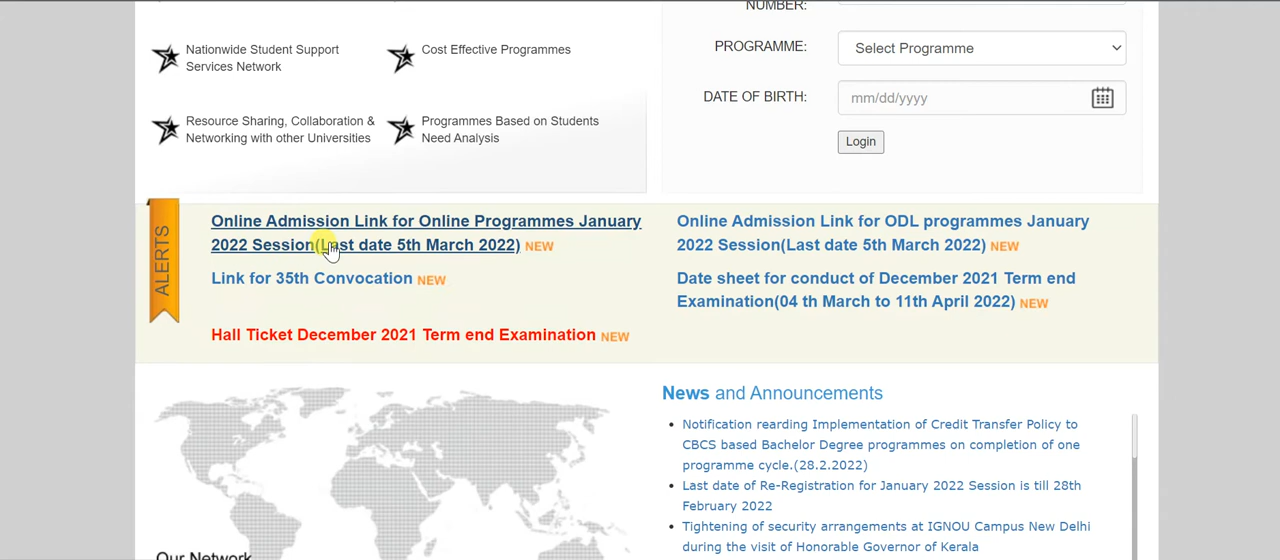 NUMBER:
Nationwide Student Support
Services Network
Cost Effective Programmes
PROGRAMME:
Select Programme
DATE OF BIRTH:
mm/dd/yyyy
Resource Sharing, Collaboration &
Networking with other Universities
Programmes Based on Students
Need Analysis
Login
ALERTS
Online Admission Link for Online Programmes January
2022 Session(Last date 5th March 2022) NEW
Online Admission Link for ODL programmes January
2022 Session(Last date 5th March 2022) NEW
Link for 35th Convocation NEW
Date sheet for conduct of December 2021 Term end
Examination(04 th March to 11th April 2022) NEW
Hall Ticket December 2021 Term end Examination NEW
News and Announcements
Notification rearding Implementation of Credit Transfer Policy to
CBCS based Bachelor Degree programmes on completion of one
programme cycle.(28.2.2022)
Last date of Re-Registration for January 2022 Session is till 28th
February 2022
Tightening of security arrangements at IGNOU Campus New Delhi
during the visit of Honorable Governor of Kerala
Our Network